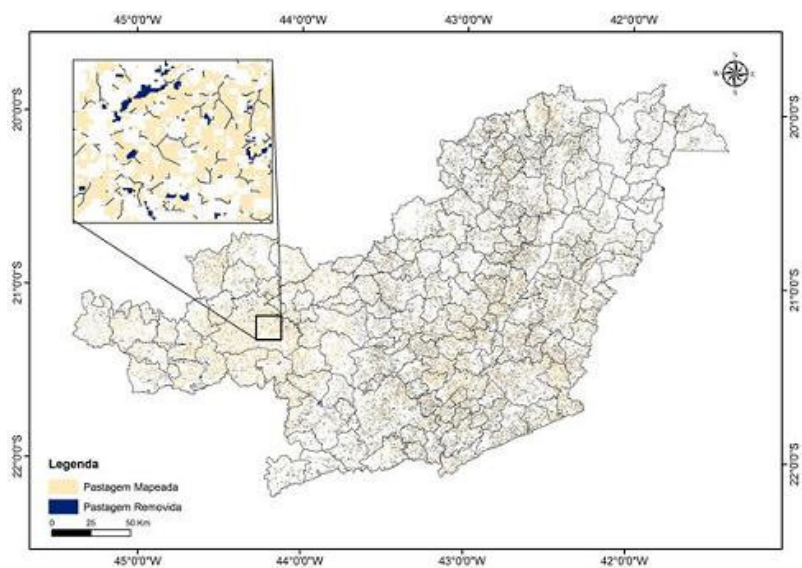 45°0'0"W 44°0'0"W 43°0'0"W 42°0'0"W
N
W E
S
20°0'0"S 20°0'0"S
21°0'0"S 21°0'0"S
22°0'0"S 22°0'0"S
Legenda
Pastagem Mapeada
Pastagem Removida
0 25 50 Km
45°0'0"W 44°0'0"W 43°0'0"W 42°0'0"W